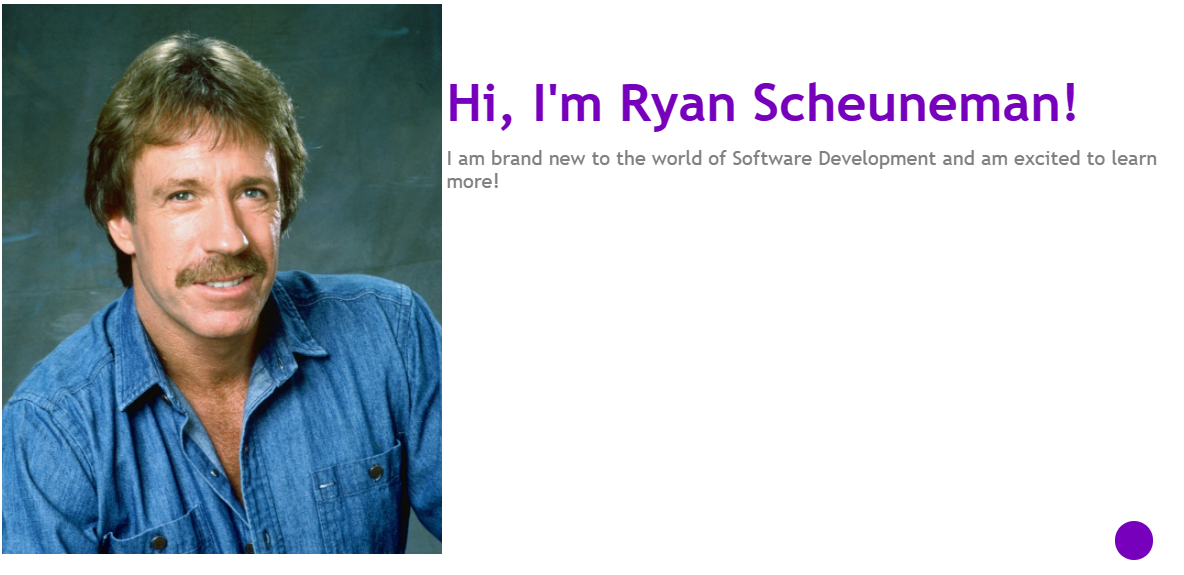 Hi, I'm Ryan Scheuneman!
I am brand new to the world of Software Development and am excited to learn
more!